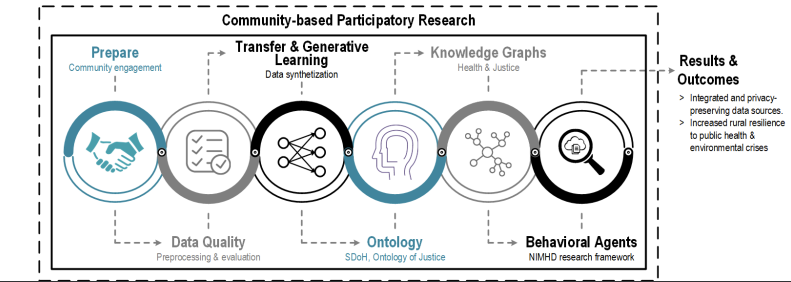 Community-based Participatory Research
Prepare
Community engagement
Transfer & Generative
Learning
Data synthetization
Knowledge Graphs
Health & Justice
Results &
Outcomes
> Integrated and privacy-
preserving data sources.
> Increased rural resilience
to public health &
environmental crises
Data Quality
Preprocessing & evaluation
Ontology
SDoH, Ontology of Justice
Behavioral Agents
NIMHD research framework